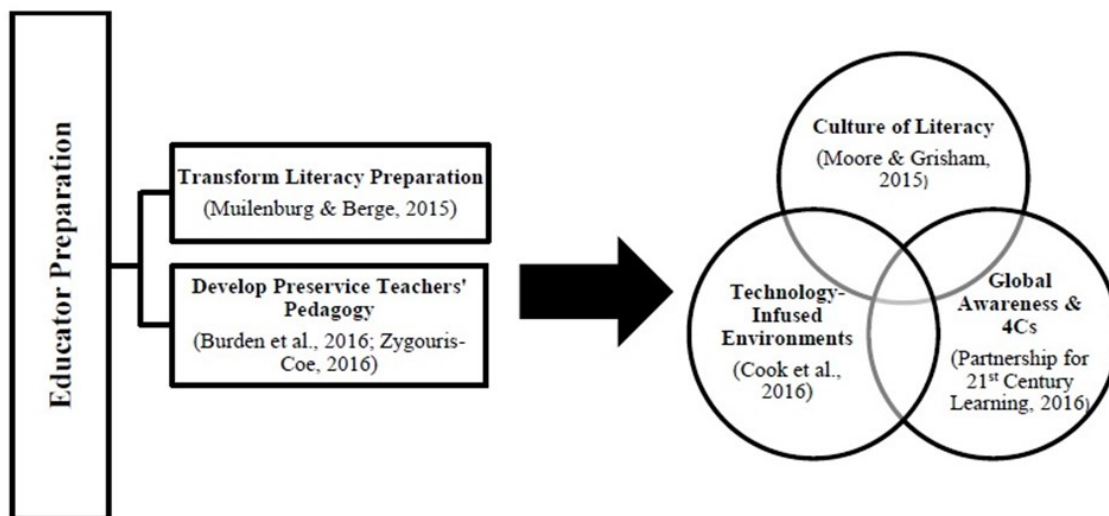 Educator Preparation
Transform Literacy Preparation
(Muilenburg & Berge, 2015)
Develop Preservice Teachers'
Pedagogy
(Burden et al., 2016; Zygouris-
Coe, 2016)
Culture of Literacy
(Moore & Grisham,
2015)
Technology-
Infused
Environments
(Cook et al.,
2016)
Global
Awareness &
4Cs
(Partnership for
21st Century
Learning, 2016)